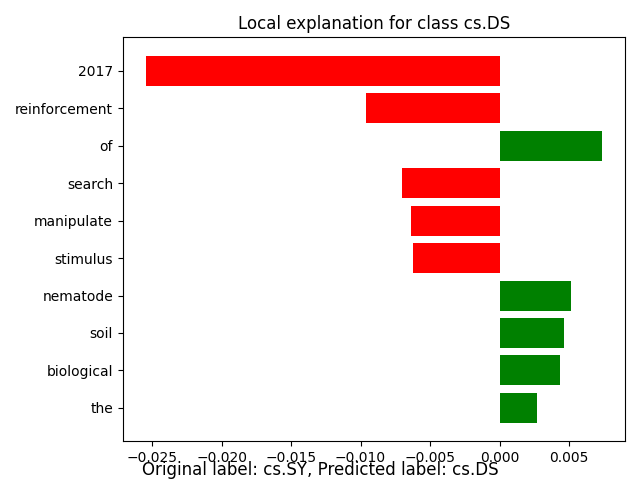 Local explanation for class cs.DS
2017
reinforcement
of
search
manipulate
stimulus
nematode
soil
biological
the
−0.025 −0.020 −0.015 −0.010 −0.005 0.000 0.005
Original label: cs.SY, Predicted label: cs.DS